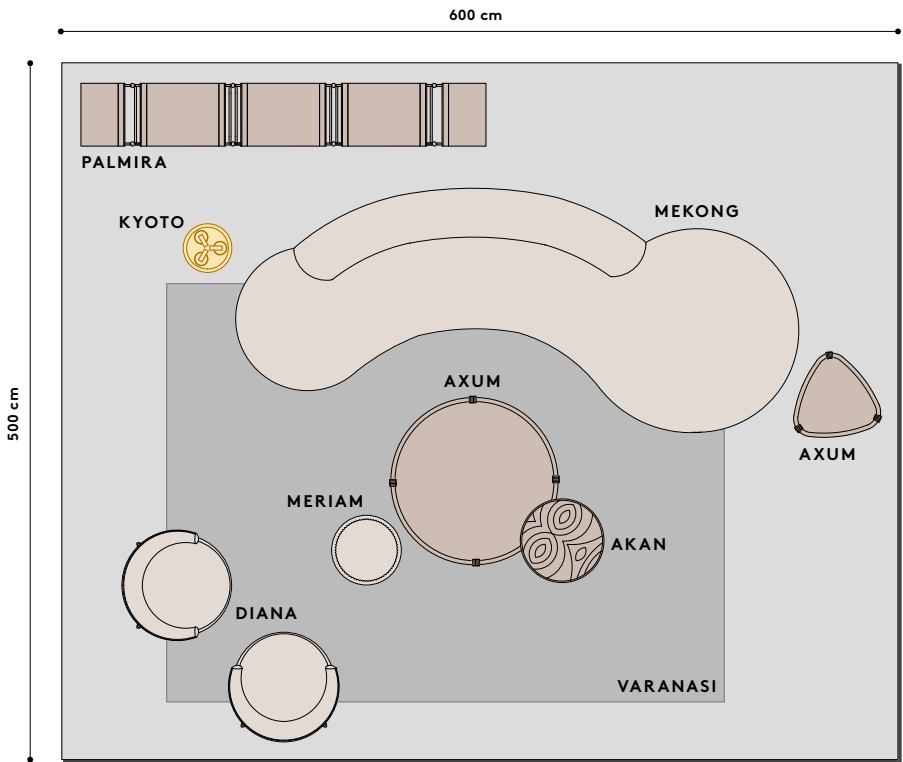 600 cm
PALMIRA
MEKONG
KYOTO
500 cm
AXUM
AXUM
MERIAM
AKAN
DIANA
VARANASI